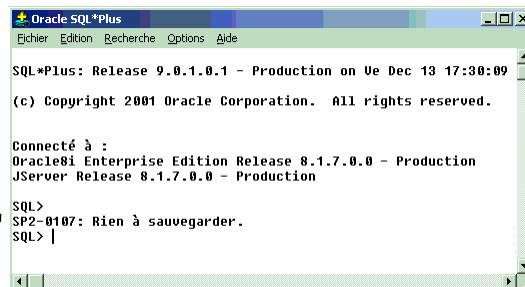 Oracle SQL*Plus
Fichier Edition Recherche Options Aide
SQL*Plus: Release 9.0.1.0.1 - Production on Ve Dec 13 17:30:09
(c) Copyright 2001 Oracle Corporation.  All rights reserved.
Connecté à :
Oracle8i Enterprise Edition Release 8.1.7.0.0 - Production
JServer Release 8.1.7.0.0 - Production
SQL>
SP2-0107: Rien à sauvegarder.
SQL>